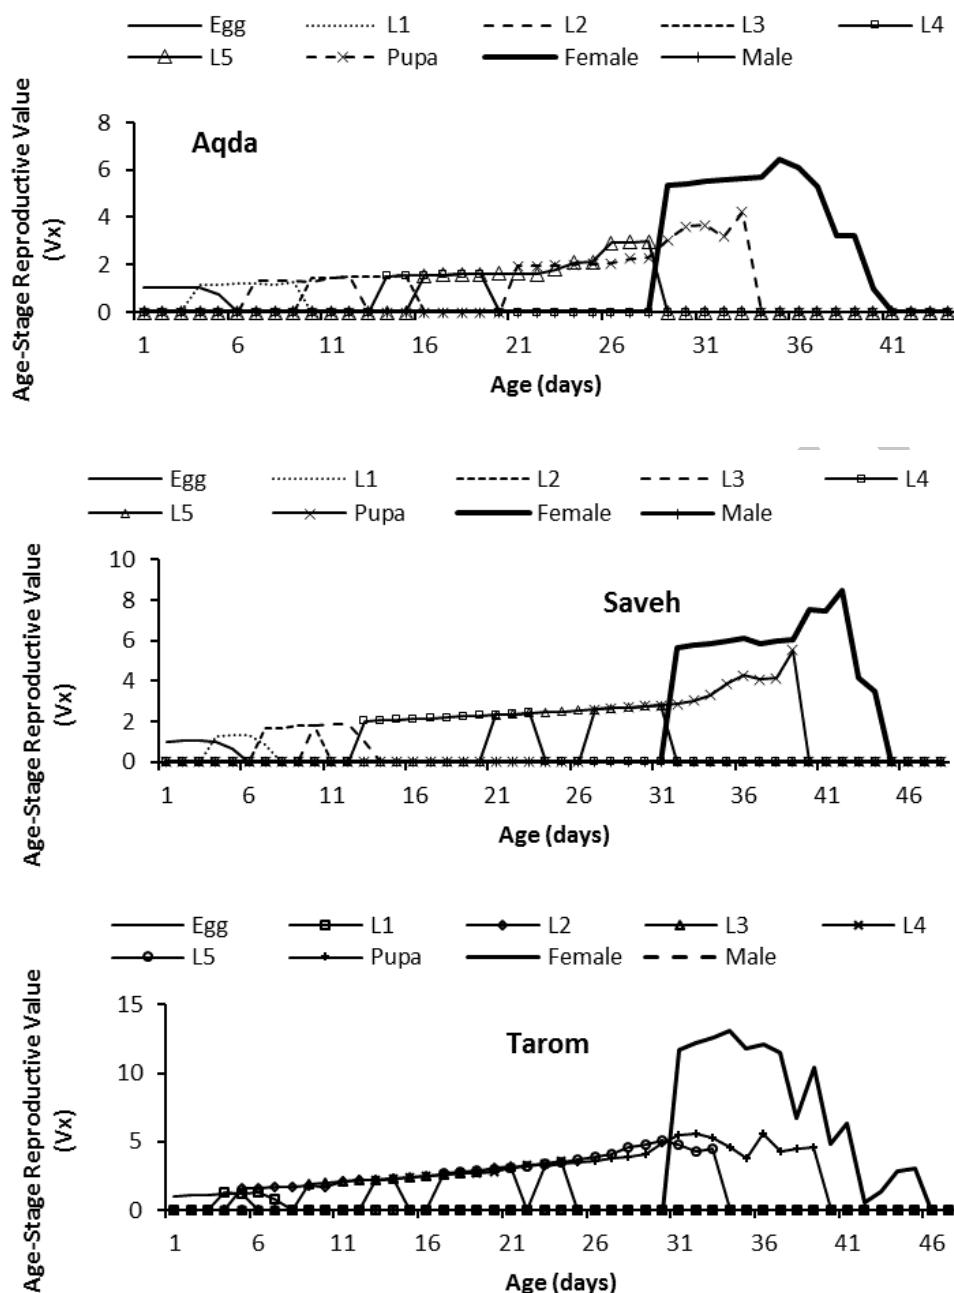 Egg L1 L2 L3 L4
L5 Pupa Female Male
Age-Stage Reproductive Value
(Vx)
8
6
4
2
0
Aqda
1 6 11 16 21 26 31 36 41
Age (days)
Egg L1 L2 L3 L4
L5 Pupa Female Male
Age-Stage Reproductive Value
(Vx)
10
8
6
4
2
0
Saveh
1 6 11 16 21 26 31 36 41 46
Age (days)
Egg L1 L2 L3 L4
L5 Pupa Female Male
Age-Stage Reproductive Value
(Vx)
15
10
5
0
Tarom
1 6 11 16 21 26 31 36 41 46
Age (days)